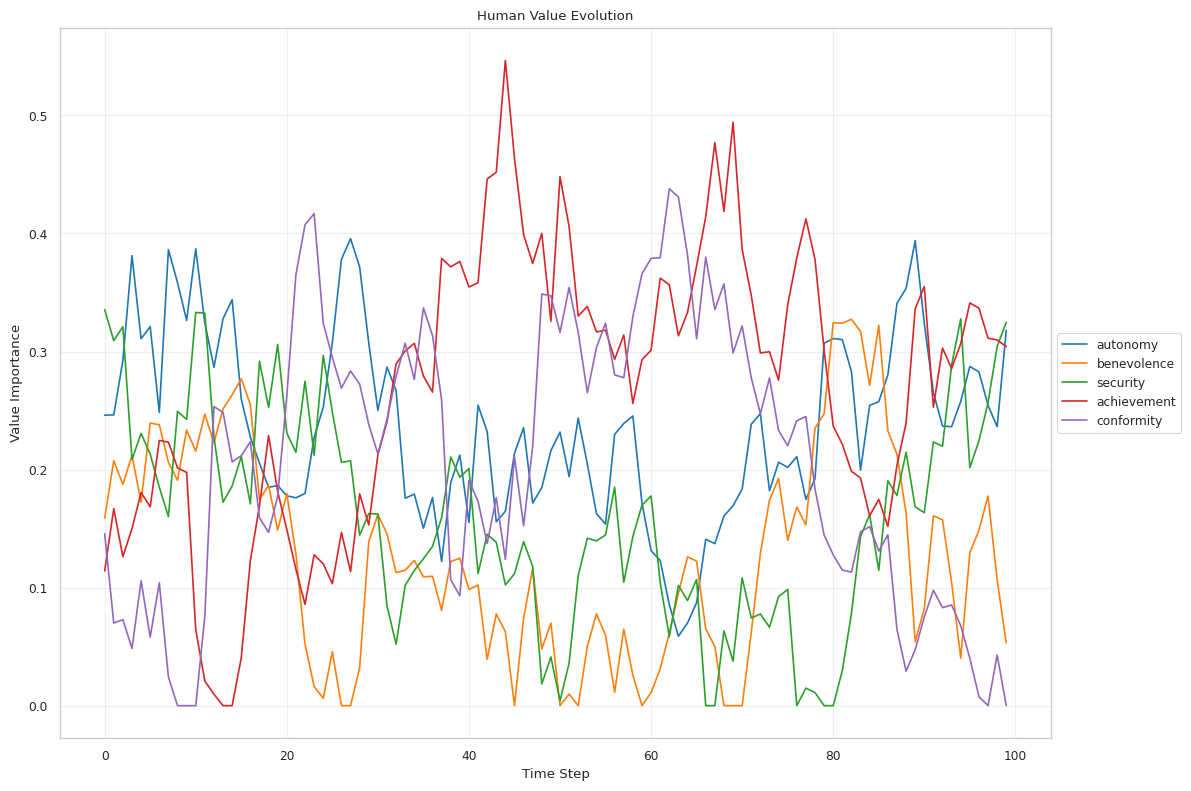 Human Value Evolution
Value Importance
0.5
0.4
0.3
0.2
0.1
0.0
0 20 40 60 80 100
Time Step
autonomy
benevolence
security
achievement
conformity